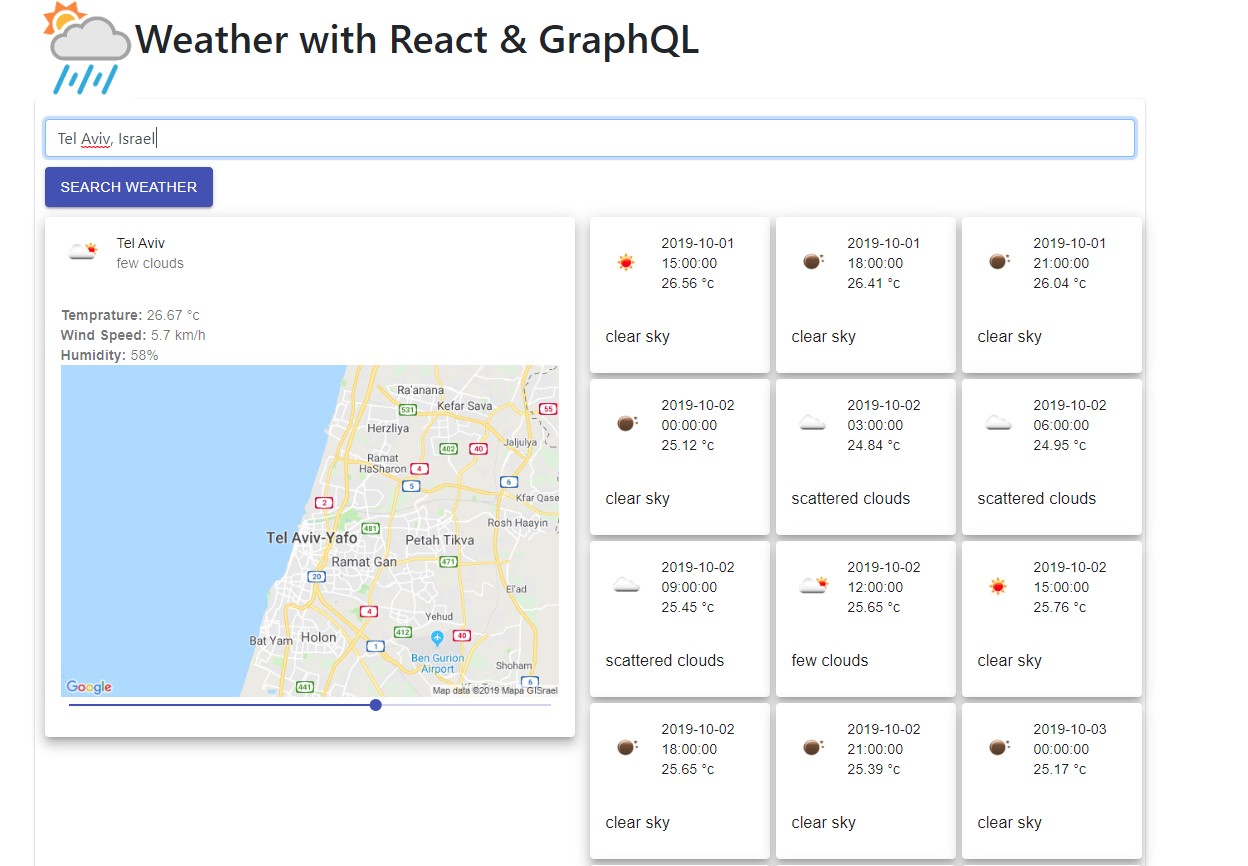 Weather with React & GraphQL
Tel Aviv, Israel
SEARCH WEATHER
Tel Aviv
few clouds
Temprature: 26.67 °c
Wind Speed: 5.7 km/h
Humidity: 58%
Ra'anana
531
Kefar Sava
55
Herzliya
402
40
Jaljulya
Ramat
HaSharon
4
5
6
Kfar Qase
2
Rosh Haayin
Tel Aviv-Yafo
481
Petah Tikva
Ramat Gan
471
20
El'ad
4
Yehud
412
40
Bat Yam
Holon
1
Ben Gurion
Airport
Shoham
441
6
Google
Map data ©2019 Mapa GISrael
2019-10-01
15:00:00
26.56 °c
clear sky
2019-10-01
18:00:00
26.41 °c
clear sky
2019-10-01
21:00:00
26.04 °c
clear sky
2019-10-02
00:00:00
25.12 °c
clear sky
2019-10-02
03:00:00
24.84 °c
scattered clouds
2019-10-02
06:00:00
24.95 °c
scattered clouds
2019-10-02
09:00:00
25.45 °c
scattered clouds
2019-10-02
12:00:00
25.65 °c
few clouds
2019-10-02
15:00:00
25.76 °c
clear sky
2019-10-02
18:00:00
25.65 °c
clear sky
2019-10-02
21:00:00
25.39 °c
clear sky
2019-10-03
00:00:00
25.17 °c
clear sky